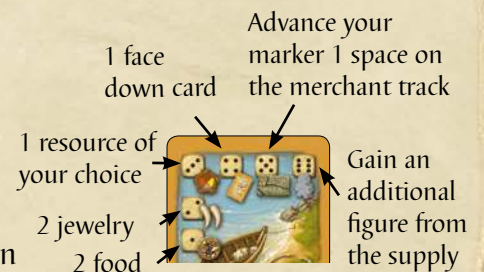 Advance your
marker 1 space on
the merchant track
1 face
down card
1 resource of
your choice
2 jewelry
2 food
n
Gain an
additional
figure from
the supply